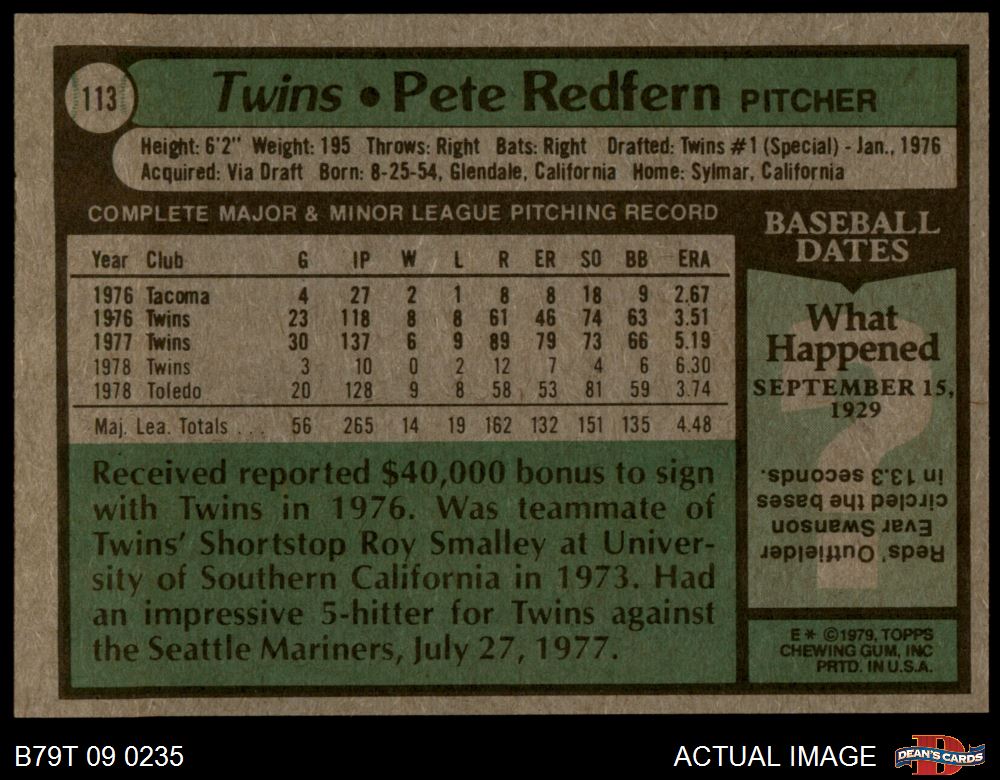 113
Twins • Pete Redfern PITCHER
Height: 6'2" Weight: 195 Throws: Right Bats: Right Drafted: Twins #1 (Special) - Jan., 1976
Acquired: Via Draft Born: 8-25-54, Glendale, California Home: Sylmar, California
COMPLETE MAJOR & MINOR LEAGUE PITCHING RECORD
Year Club G IP W L R ER SO BB ERA
1976 Tacoma 4 27 2 1 8 8 18 9 2.67
1976 Twins 23 118 8 8 61 46 74 63 3.51
1977 Twins 30 137 6 9 89 79 73 66 5.19
1978 Twins 3 10 0 2 12 7 4 6 6.30
1978 Toledo 20 128 9 8 58 53 81 59 3.74
Maj. Lea. Totals . . . 56 265 14 19 162 132 151 135 4.48
Received reported $40,000 bonus to sign
with Twins in 1976. Was teammate of
Twins' Shortstop Roy Smalley at Univer-
sity of Southern California in 1973. Had
an impressive 5-hitter for Twins against
the Seattle Mariners, July 27, 1977.
BASEBALL
DATES
What
Happened
SEPTEMBER 15,
1929
?
Reds' Outfielder
Evar Swanson
circled the bases
in 13.3 seconds.
E* ©1979, TOPPS
CHEWING GUM, INC
PRTD. IN U.S.A.
B79T 09 0235
ACTUAL IMAGE
D
DEAN'S CARDS